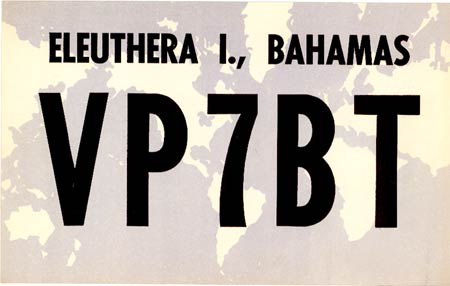 ELEUTHERA I., BAHAMAS
VP7BT